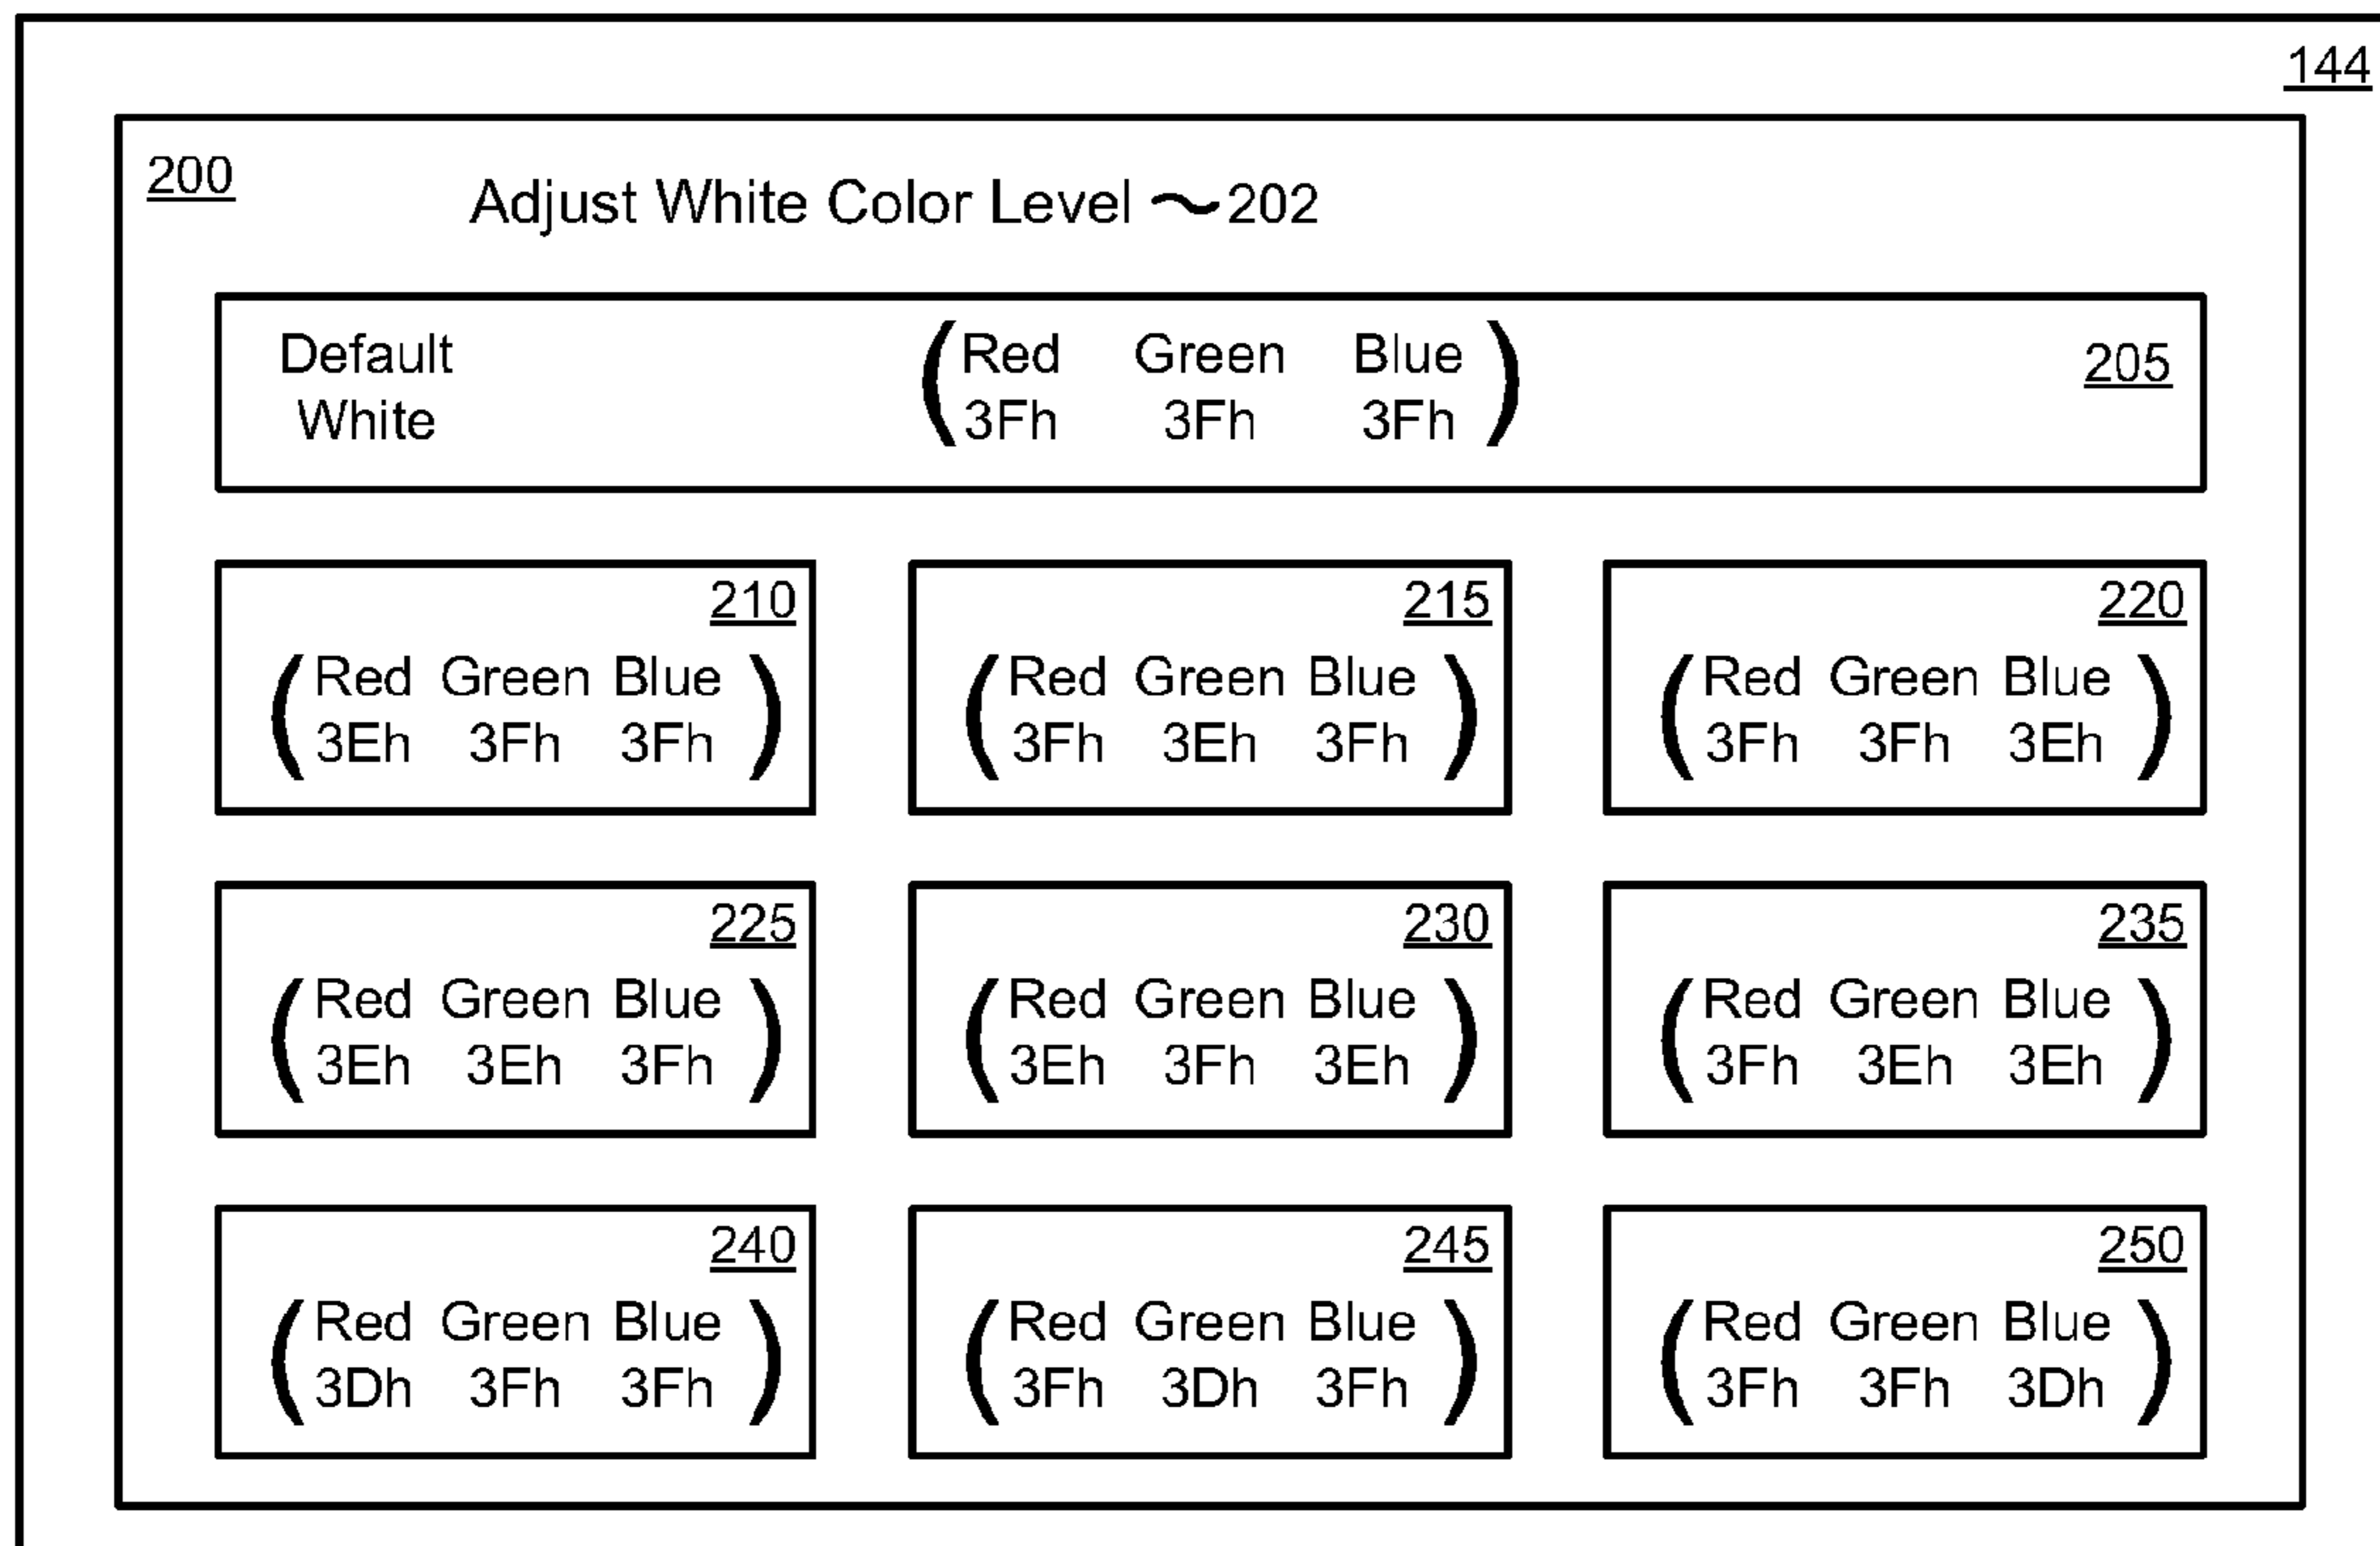 144
200
Adjust White Color Level ~202
Default
White
(Red Green Blue)
3Fh 3Fh 3Fh
205
210
(Red Green Blue)
3Eh 3Fh 3Fh
215
(Red Green Blue)
3Fh 3Eh 3Fh
220
(Red Green Blue)
3Fh 3Fh 3Eh
225
(Red Green Blue)
3Eh 3Eh 3Fh
230
(Red Green Blue)
3Eh 3Fh 3Eh
235
(Red Green Blue)
3Fh 3Eh 3Eh
240
(Red Green Blue)
3Dh 3Fh 3Fh
245
(Red Green Blue)
3Fh 3Dh 3Fh
250
(Red Green Blue)
3Fh 3Fh 3Dh